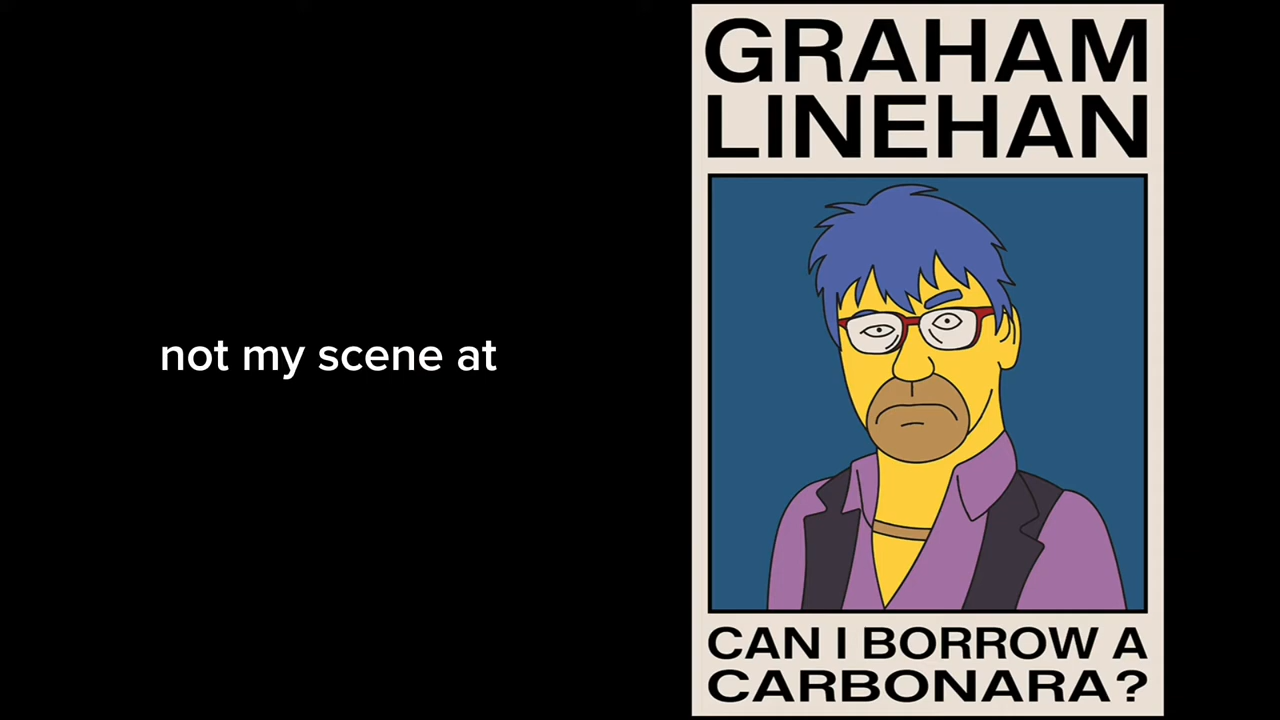 not my scene at
GRAHAM
LINEHAN
CAN I BORROW A
CARBONARA?